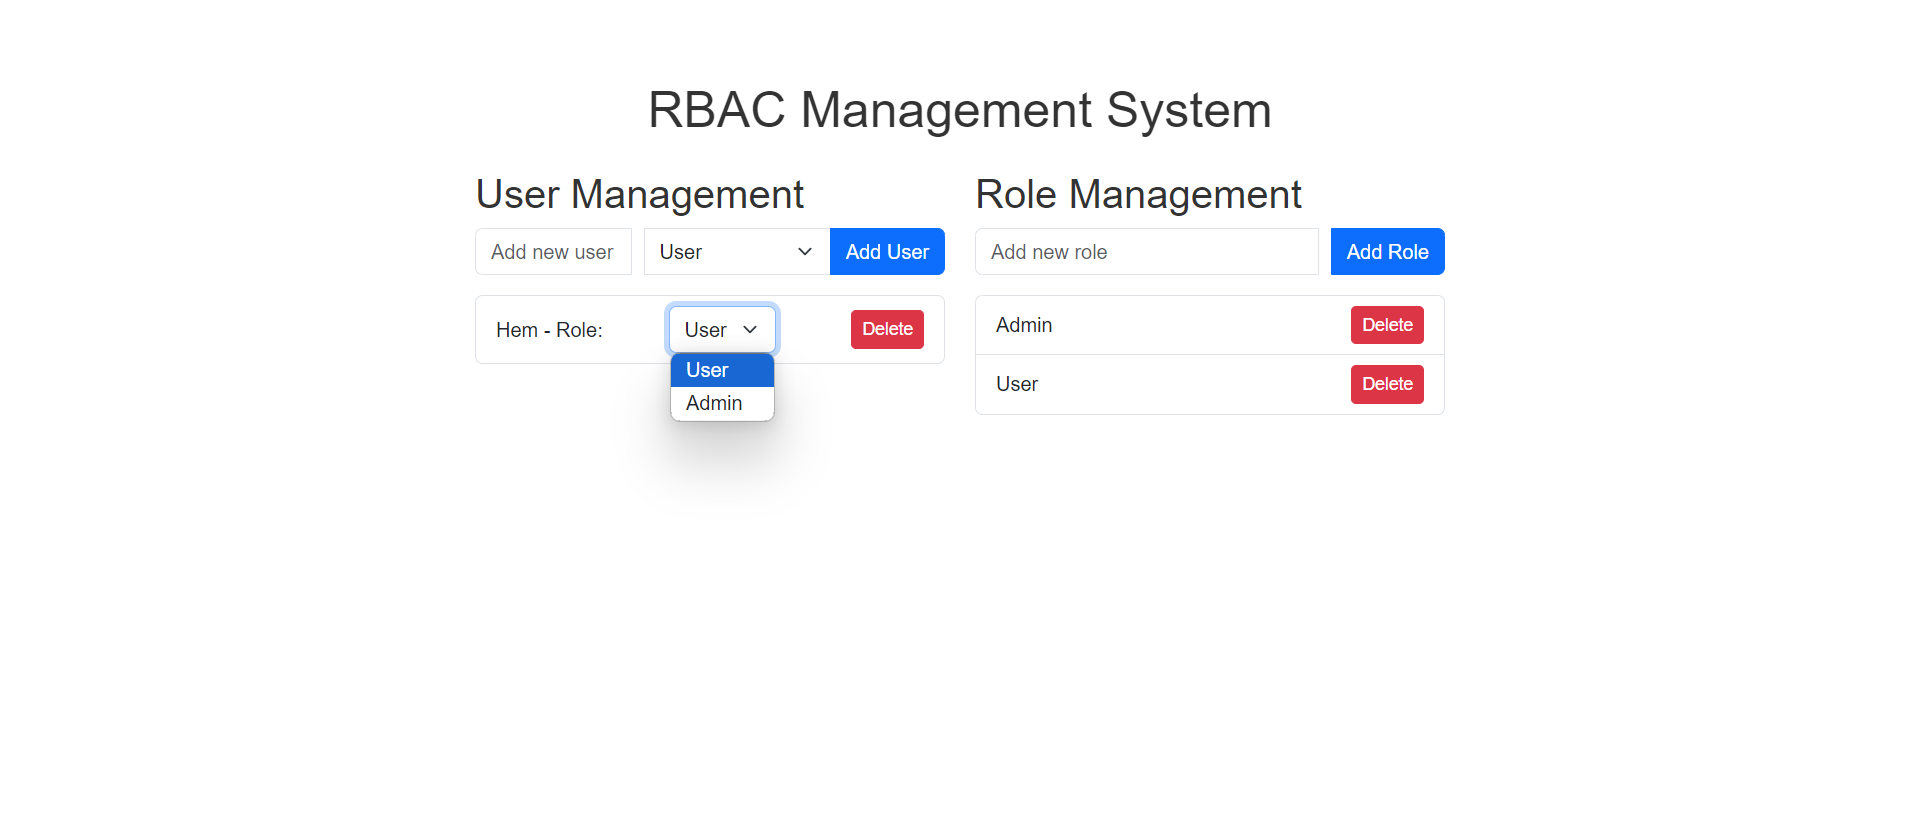 RBAC Management System
User Management
Add new user
User
Add User
Hem - Role:
User
Delete
User
Admin
Role Management
Add new role
Add Role
Admin
Delete
User
Delete